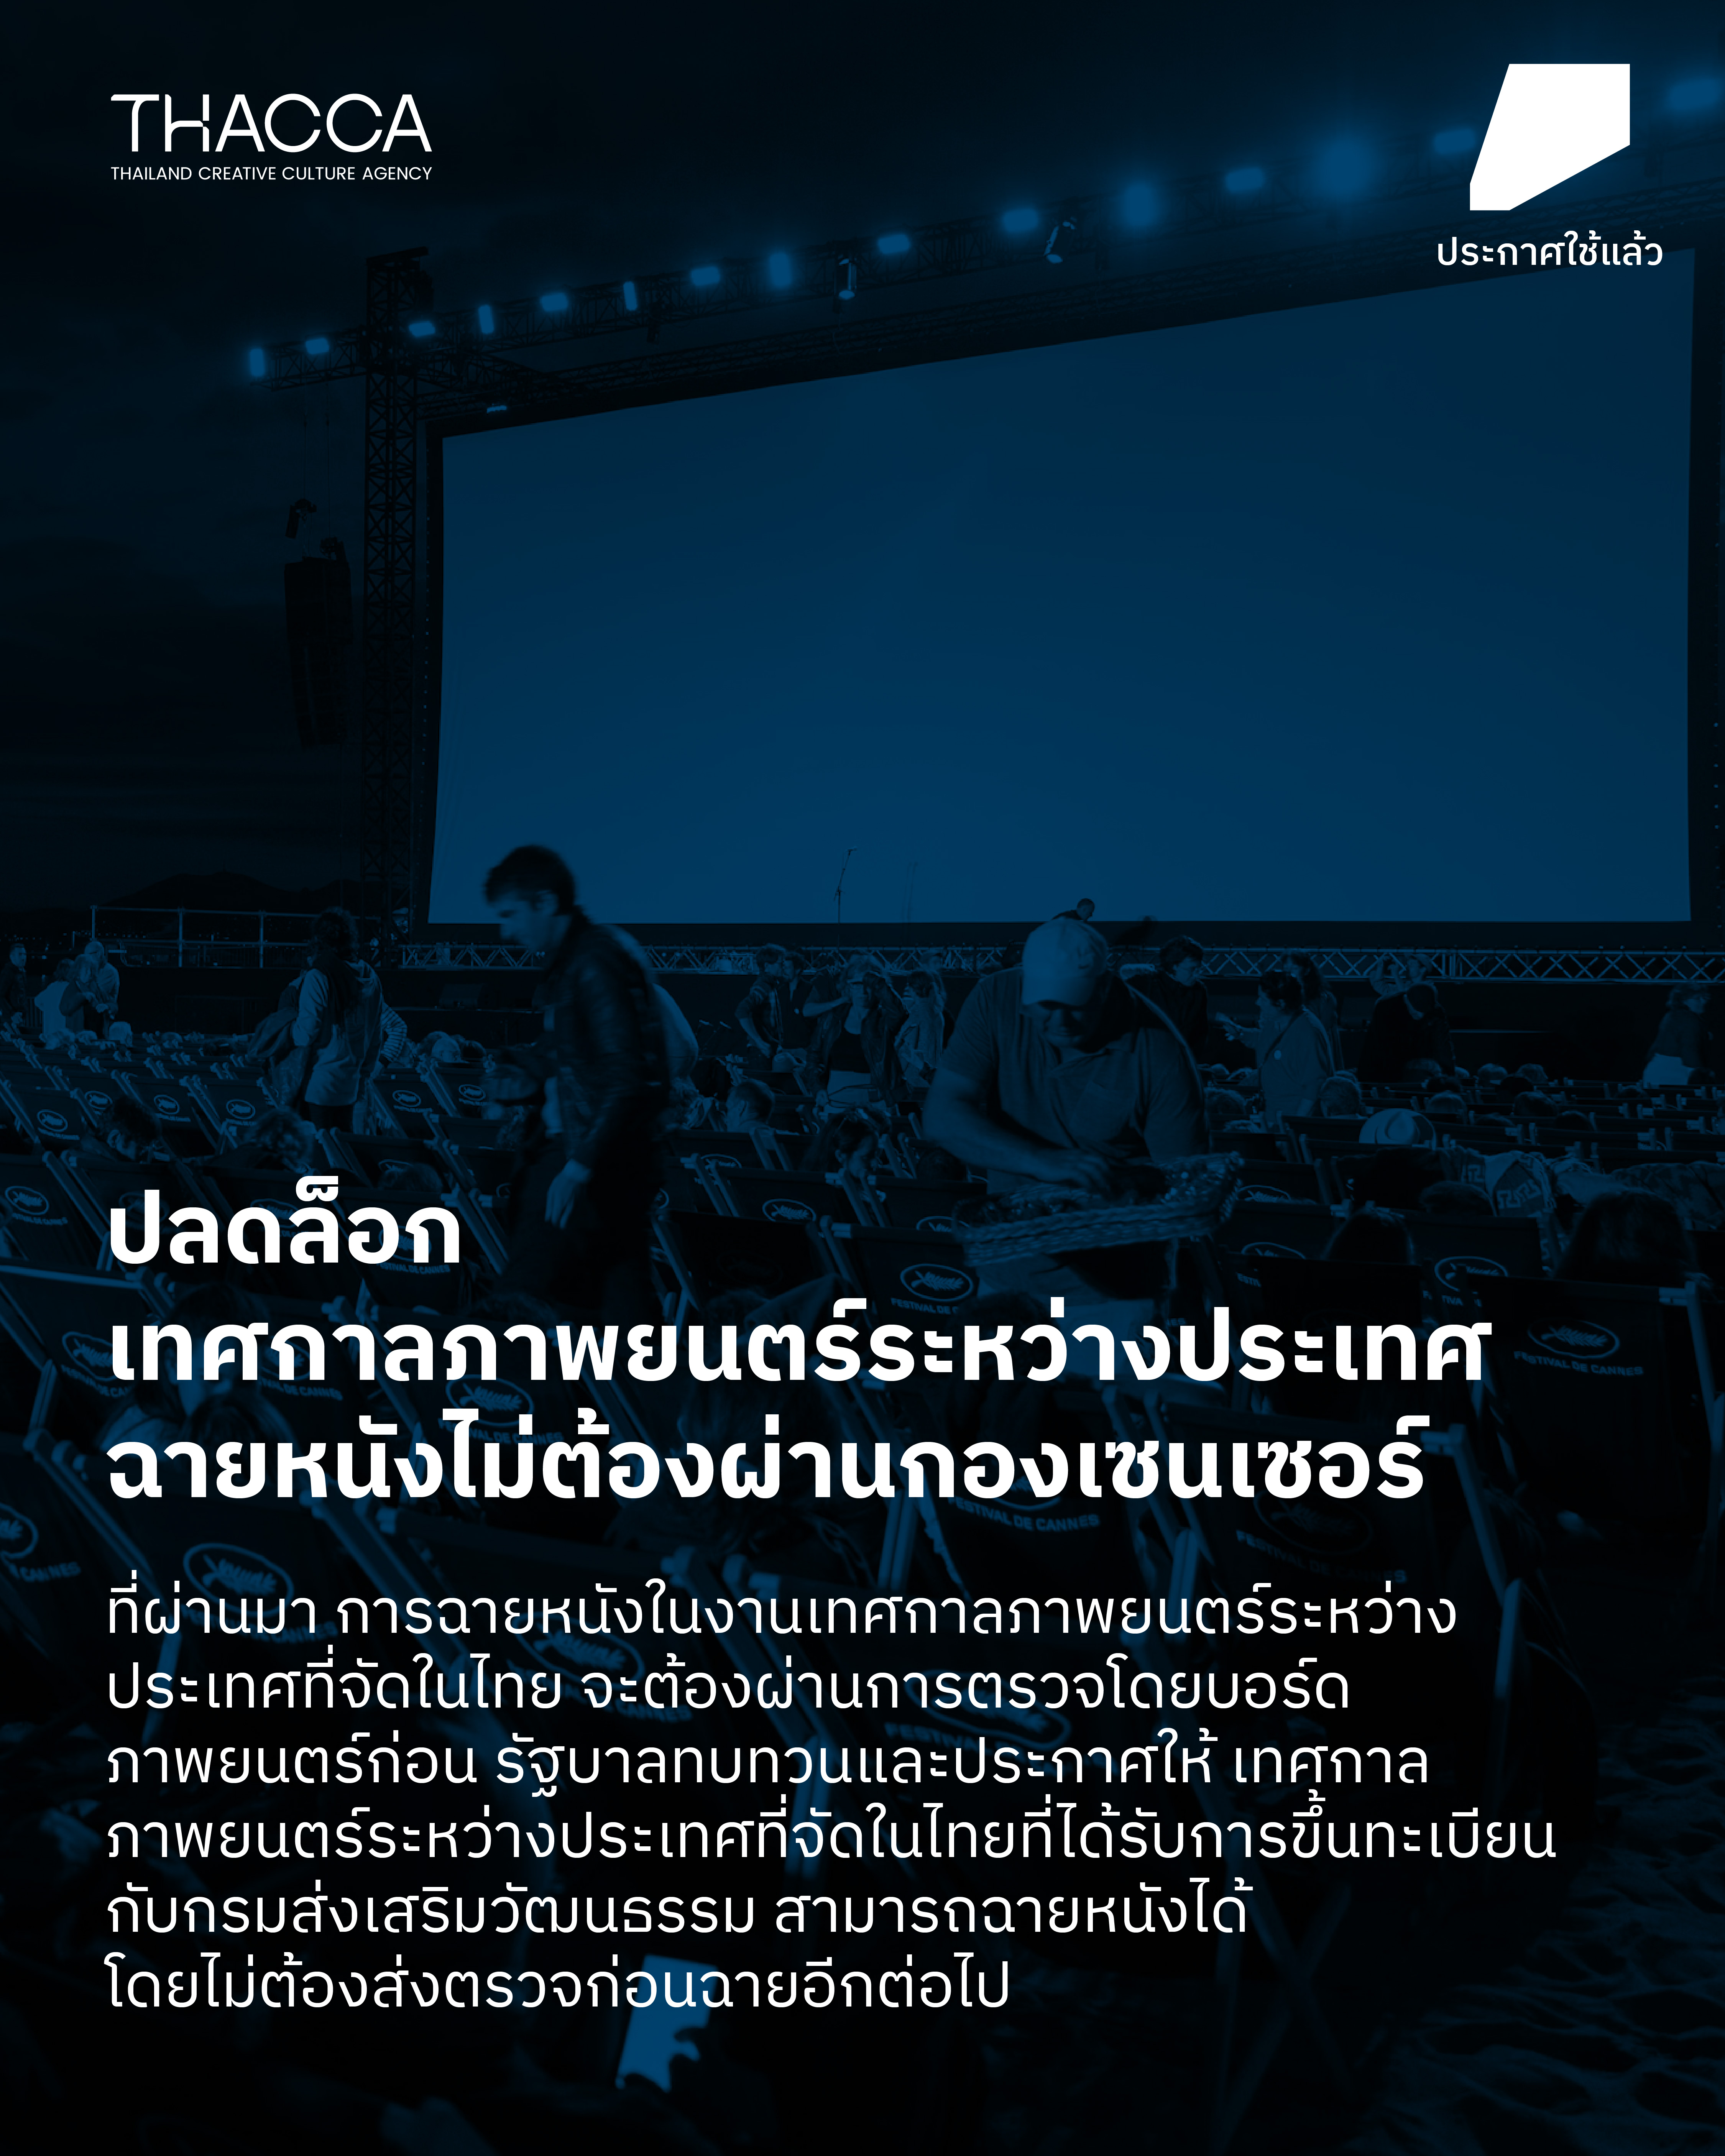 THACCA
THAILAND CREATIVE CULTURE AGENCY
ประกาศใช้แล้ว
ปลดล็อก
เทศกาลภาพยนตร์ระหว่างประเทศ
ฉายหนังไม่ต้องผ่านกองเซนเซอร์
ที่ผ่านมา การฉายหนังในงานเทศกาลภาพยนตร์ระหว่าง
ประเทศที่จัดในไทย จะต้องผ่านการตรวจโดยบอร์ด
ภาพยนตร์ก่อน รัฐบาลทบทวนและประกาศให้ เทศกาล
ภาพยนตร์ระหว่างประเทศที่จัดในไทยที่ได้รับการขึ้นทะเบียน
กับกรมส่งเสริมวัฒนธรรม สามารถฉายหนังได้
โดยไม่ต้องส่งตรวจก่อนฉายอีกต่อไป
FESTIVAL DE CANNES
FESTIVAL DE CANNES